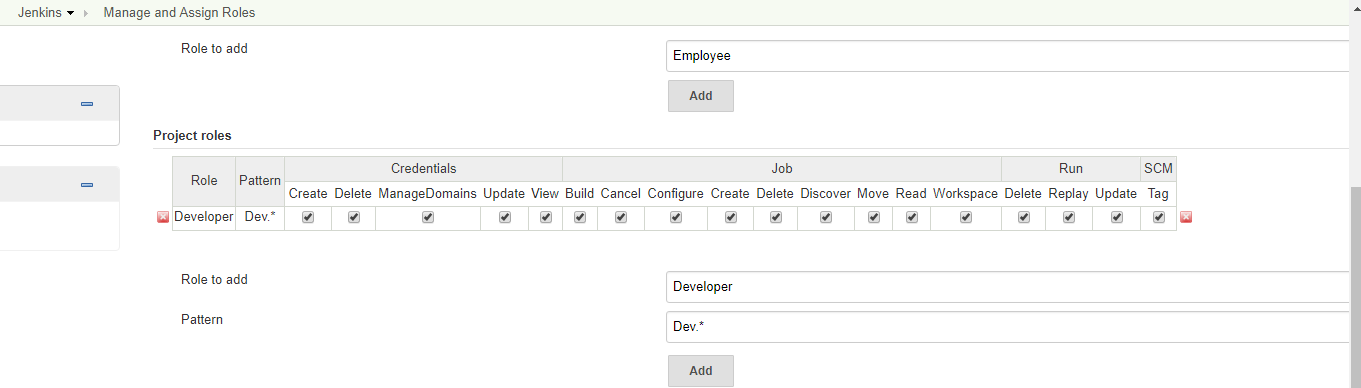 Jenkins Manage and Assign Roles
Role to add Employee
Add
Project roles
Role Pattern Credentials Job Run SCM
Create Delete ManageDomains Update View Build Cancel Configure Create Delete Discover Move Read Workspace Delete Replay Update Tag
Developer Dev.*
Role to add Developer
Pattern Dev.*
Add